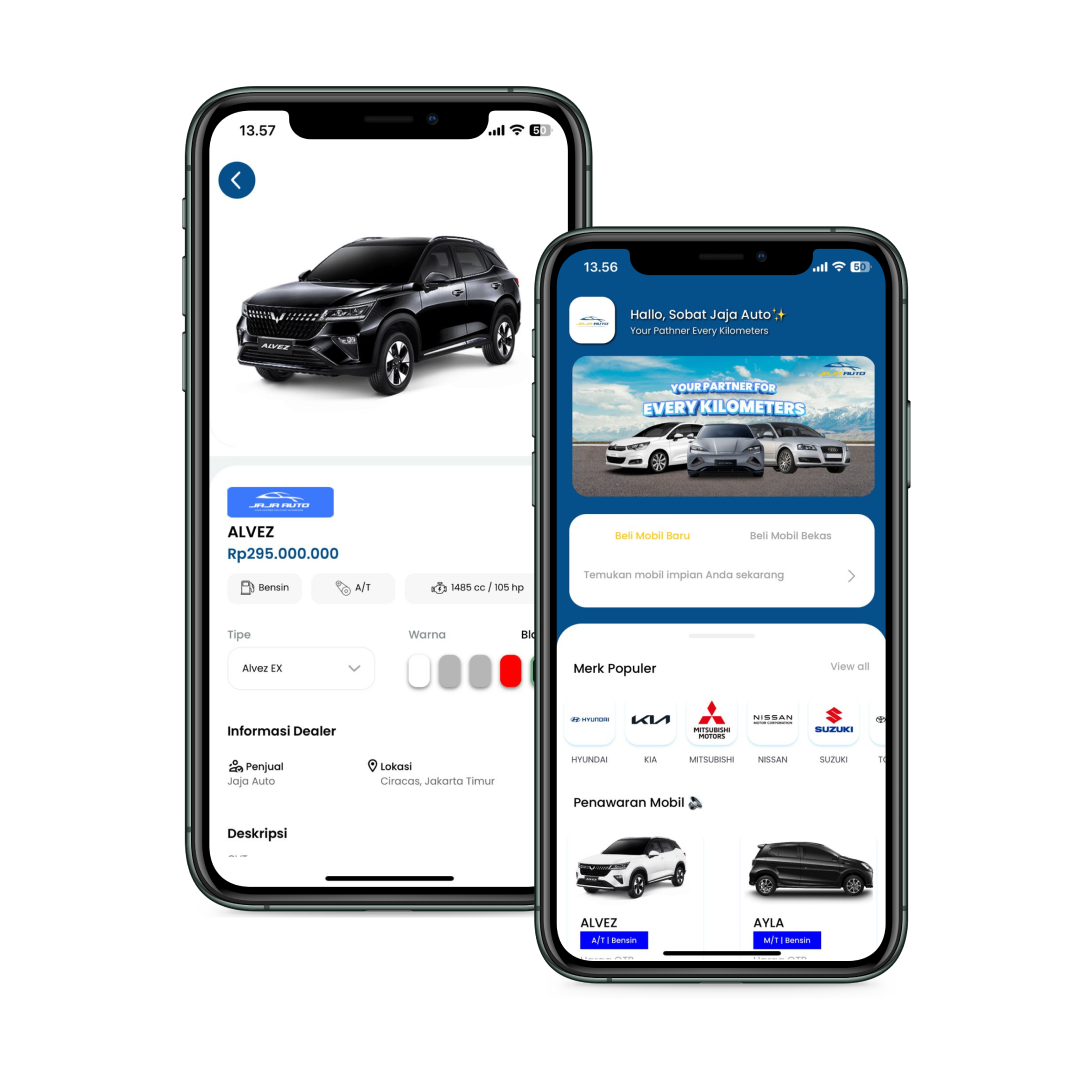 13.57
50
ALVEZ
JAJA AUTO
ALVEZ
Rp295.000.000
Bensin
A/T
1485 cc / 105 hp
Tipe
Warna
Alvez EX
Informasi Dealer
Penjual
Jaja Auto
Lokasi
Ciracas, Jakarta Timur
Deskripsi
13.56
50
JAJA AUTO
Hallo, Sobat Jaja Auto
Your Pathner Every Kilometers
JAJA AUTO
YOUR PARTNER FOR
EVERY KILOMETERS
Beli Mobil Baru
Beli Mobil Bekas
Temukan mobil impian Anda sekarang
Merk Populer
View all
HYUNDAI
KIA
MITSUBISHI
MOTORS
NISSAN
MOTOR CORPORATION
SUZUKI
HYUNDAI
KIA
MITSUBISHI
NISSAN
SUZUKI
Penawaran Mobil
ALVEZ
A/T | Bensin
AYLA
M/T | Bensin